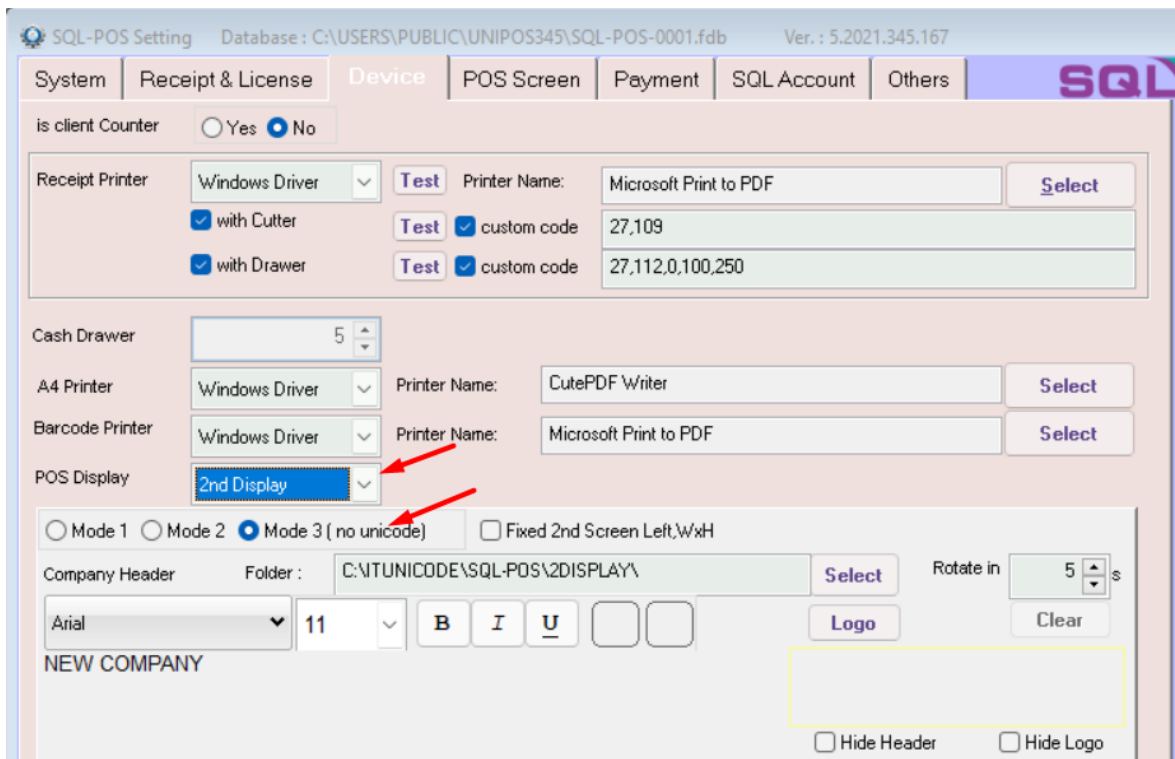 SQL-POS Setting Database : C:\USERS\PUBLIC\UNIPOS345\SQL-POS-0001.fdb Ver. : 5.2021.345.167
System Receipt & License Device POS Screen Payment SQL Account Others SQL
is client Counter Yes No
Receipt Printer Windows Driver Test Printer Name: Microsoft Print to PDF Select
with Cutter Test custom code 27,109
with Drawer Test custom code 27,112,0,100,250
Cash Drawer 5
A4 Printer Windows Driver Printer Name: CutePDF Writer Select
Barcode Printer Windows Driver Printer Name: Microsoft Print to PDF Select
POS Display 2nd Display
Mode 1 Mode 2 Mode 3 ( no unicode) Fixed 2nd Screen Left,WxH
Company Header Folder : C:\ITUNICODE\SQL-POS\2DISPLAY\ Select Rotate in 5 s
Arial 11 B I U Logo Clear
NEW COMPANY
Hide Header Hide Logo